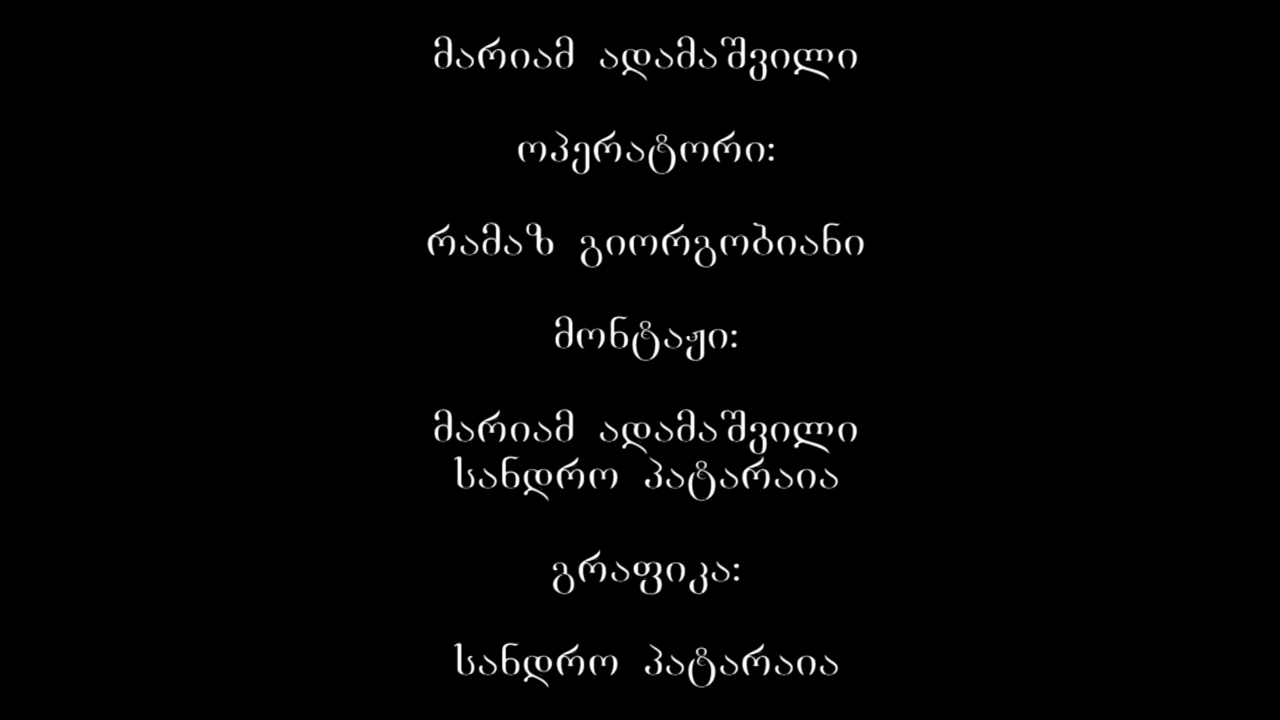 მარიამ ადამაშვილი
ოპერატორი:
რამაზ გიორგობიანი
მონტაჟი:
მარიამ ადამაშვილი
სანდრო პატარაია
გრაფიკა:
სანდრო პატარაია